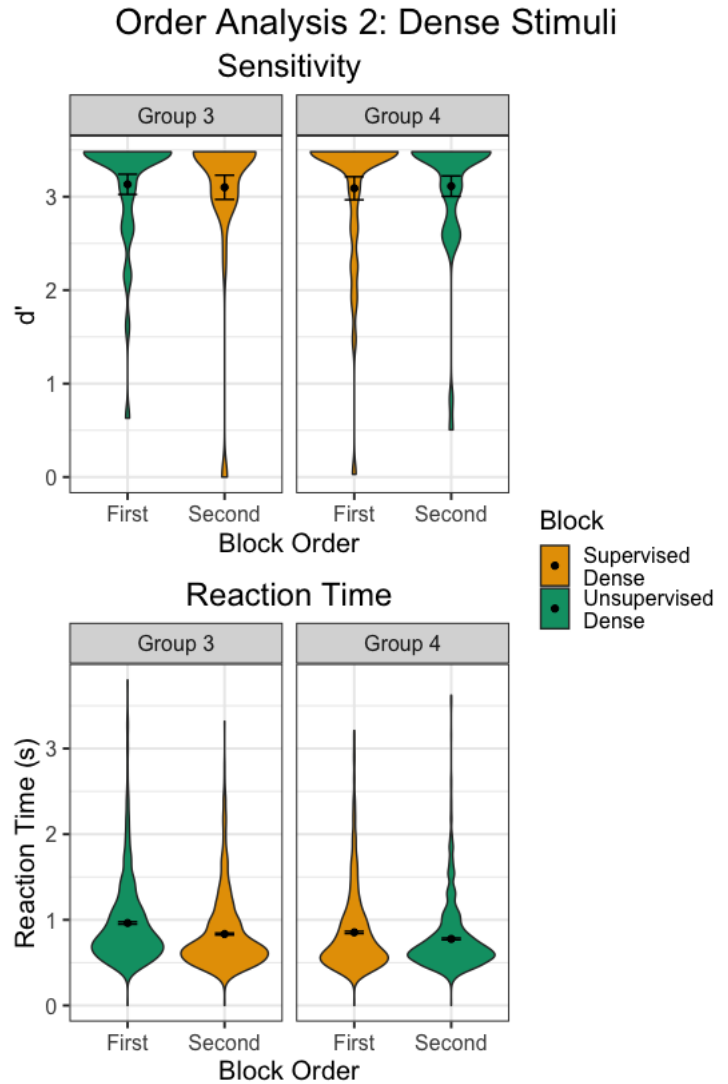 Order Analysis 2: Dense Stimuli
Sensitivity
Group 3
Group 4
3
2
1
0
d'
First
Second
First
Second
Block Order
Block
Supervised
Dense
Unsupervised
Dense
Reaction Time
Group 3
Group 4
3
2
1
0
Reaction Time (s)
First
Second
First
Second
Block Order